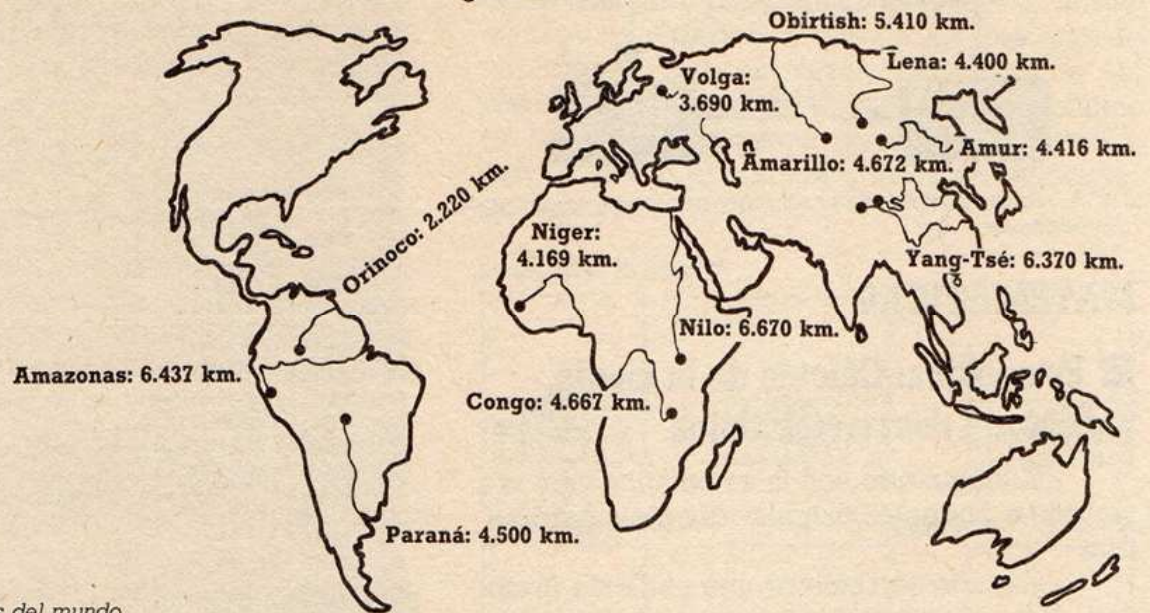 Obirtish: 5.410 km.
Lena: 4.400 km.
Volga:
3.690 km.
Amur: 4.416 km.
Amarillo: 4.672 km.
Orinoco: 2.220 km.
Niger:
4.169 km.
Yang-Tsé: 6.370 km.
Nilo: 6.670 km.
Amazonas: 6.437 km.
Congo: 4.667 km.
Paraná: 4.500 km.
del mundo